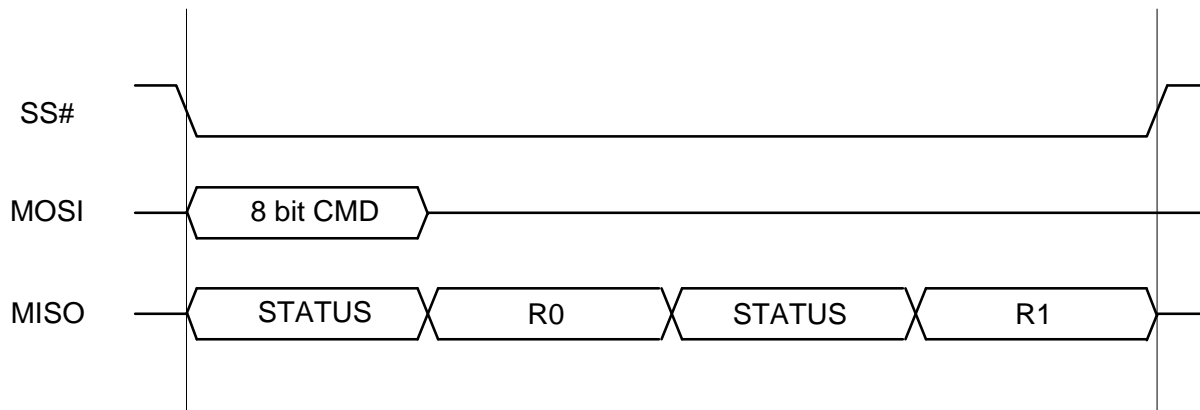 SS#
MOSI 8 bit CMD
MISO STATUS R0 STATUS R1